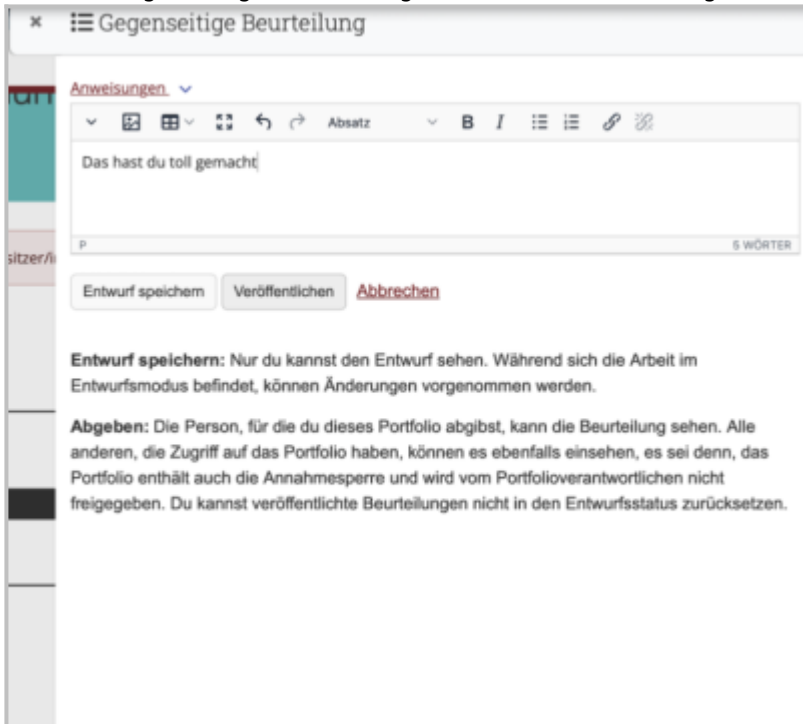 Gegenseitige Beurteilung
Anweisungen
Absatz
B I
Das hast du toll gemacht
P
5 WÖRTER
Entwurf speichern Veröffentlichen Abbrechen
Entwurf speichern: Nur du kannst den Entwurf sehen. Während sich die Arbeit im
Entwurfsmodus befindet, können Änderungen vorgenommen werden.
Abgeben: Die Person, für die du dieses Portfolio abgibst, kann die Beurteilung sehen. Alle
anderen, die Zugriff auf das Portfolio haben, können es ebenfalls einsehen, es sei denn, das
Portfolio enthält auch die Annahmesperre und wird vom Portfolioverantwortlichen nicht
freigegeben. Du kannst veröffentlichte Beurteilungen nicht in den Entwurfsstatus zurücksetzen.